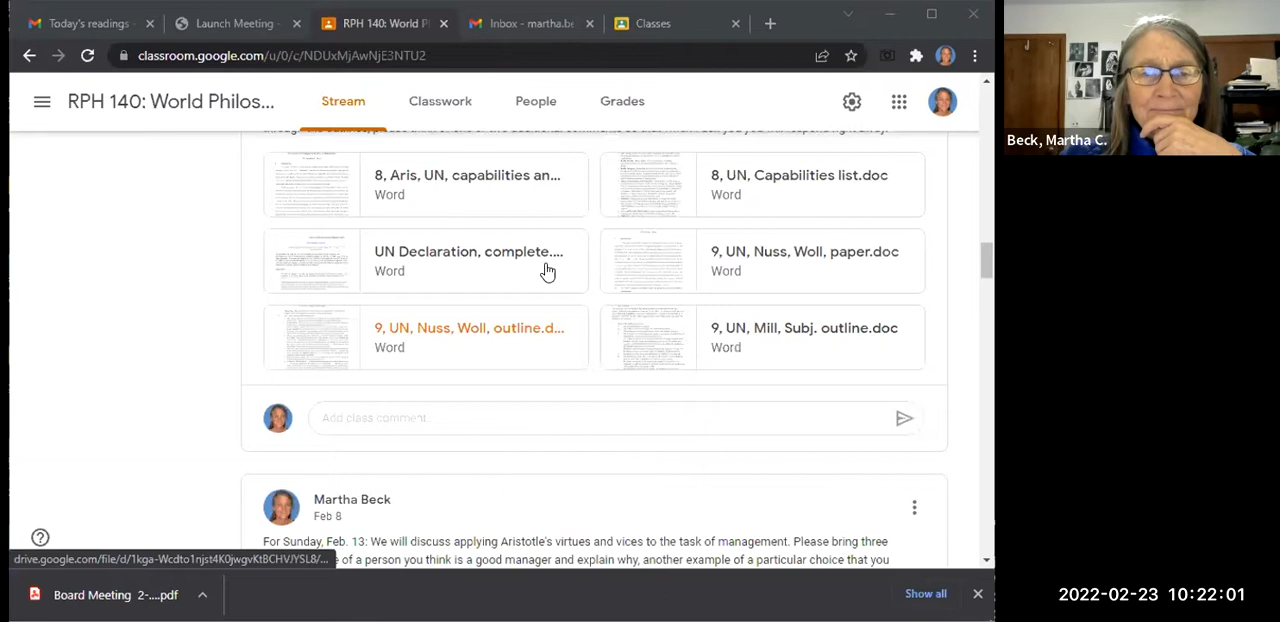 Today's readings
Launch Meeting -
RPH 140: World P
Inbox - martha.be
Classes
classroom.google.com/u/0/c/NDUxMjAwNjE3NTU2
RPH 140: World Philos...
Stream
Classwork
People
Grades
UN, capabilities an...
8, UN, Capabilities list.doc
Word
UN Declaration complete...
Word
Nuss. Woll, paper.doc
Word
9, UN, Nuss, Woll, outline.d...
Word
9, UN, Mill, Subj. outline.doc
Word
Add class comment...
Martha Beck
Feb 8
For Sunday, Feb. 13: We will discuss applying Aristotle's virtues and vices to the task of management. Please bring three
e of a person you think is a good manager and explain why, another example of a particular choice that you
drive.google.com/file/d/1kga-Wcdto1njst4K0jwgvKtBCHVJYSL8/...
Board Meeting 2-....pdf
Show all
Beck, Martha C.
2022-02-23 10:22:01